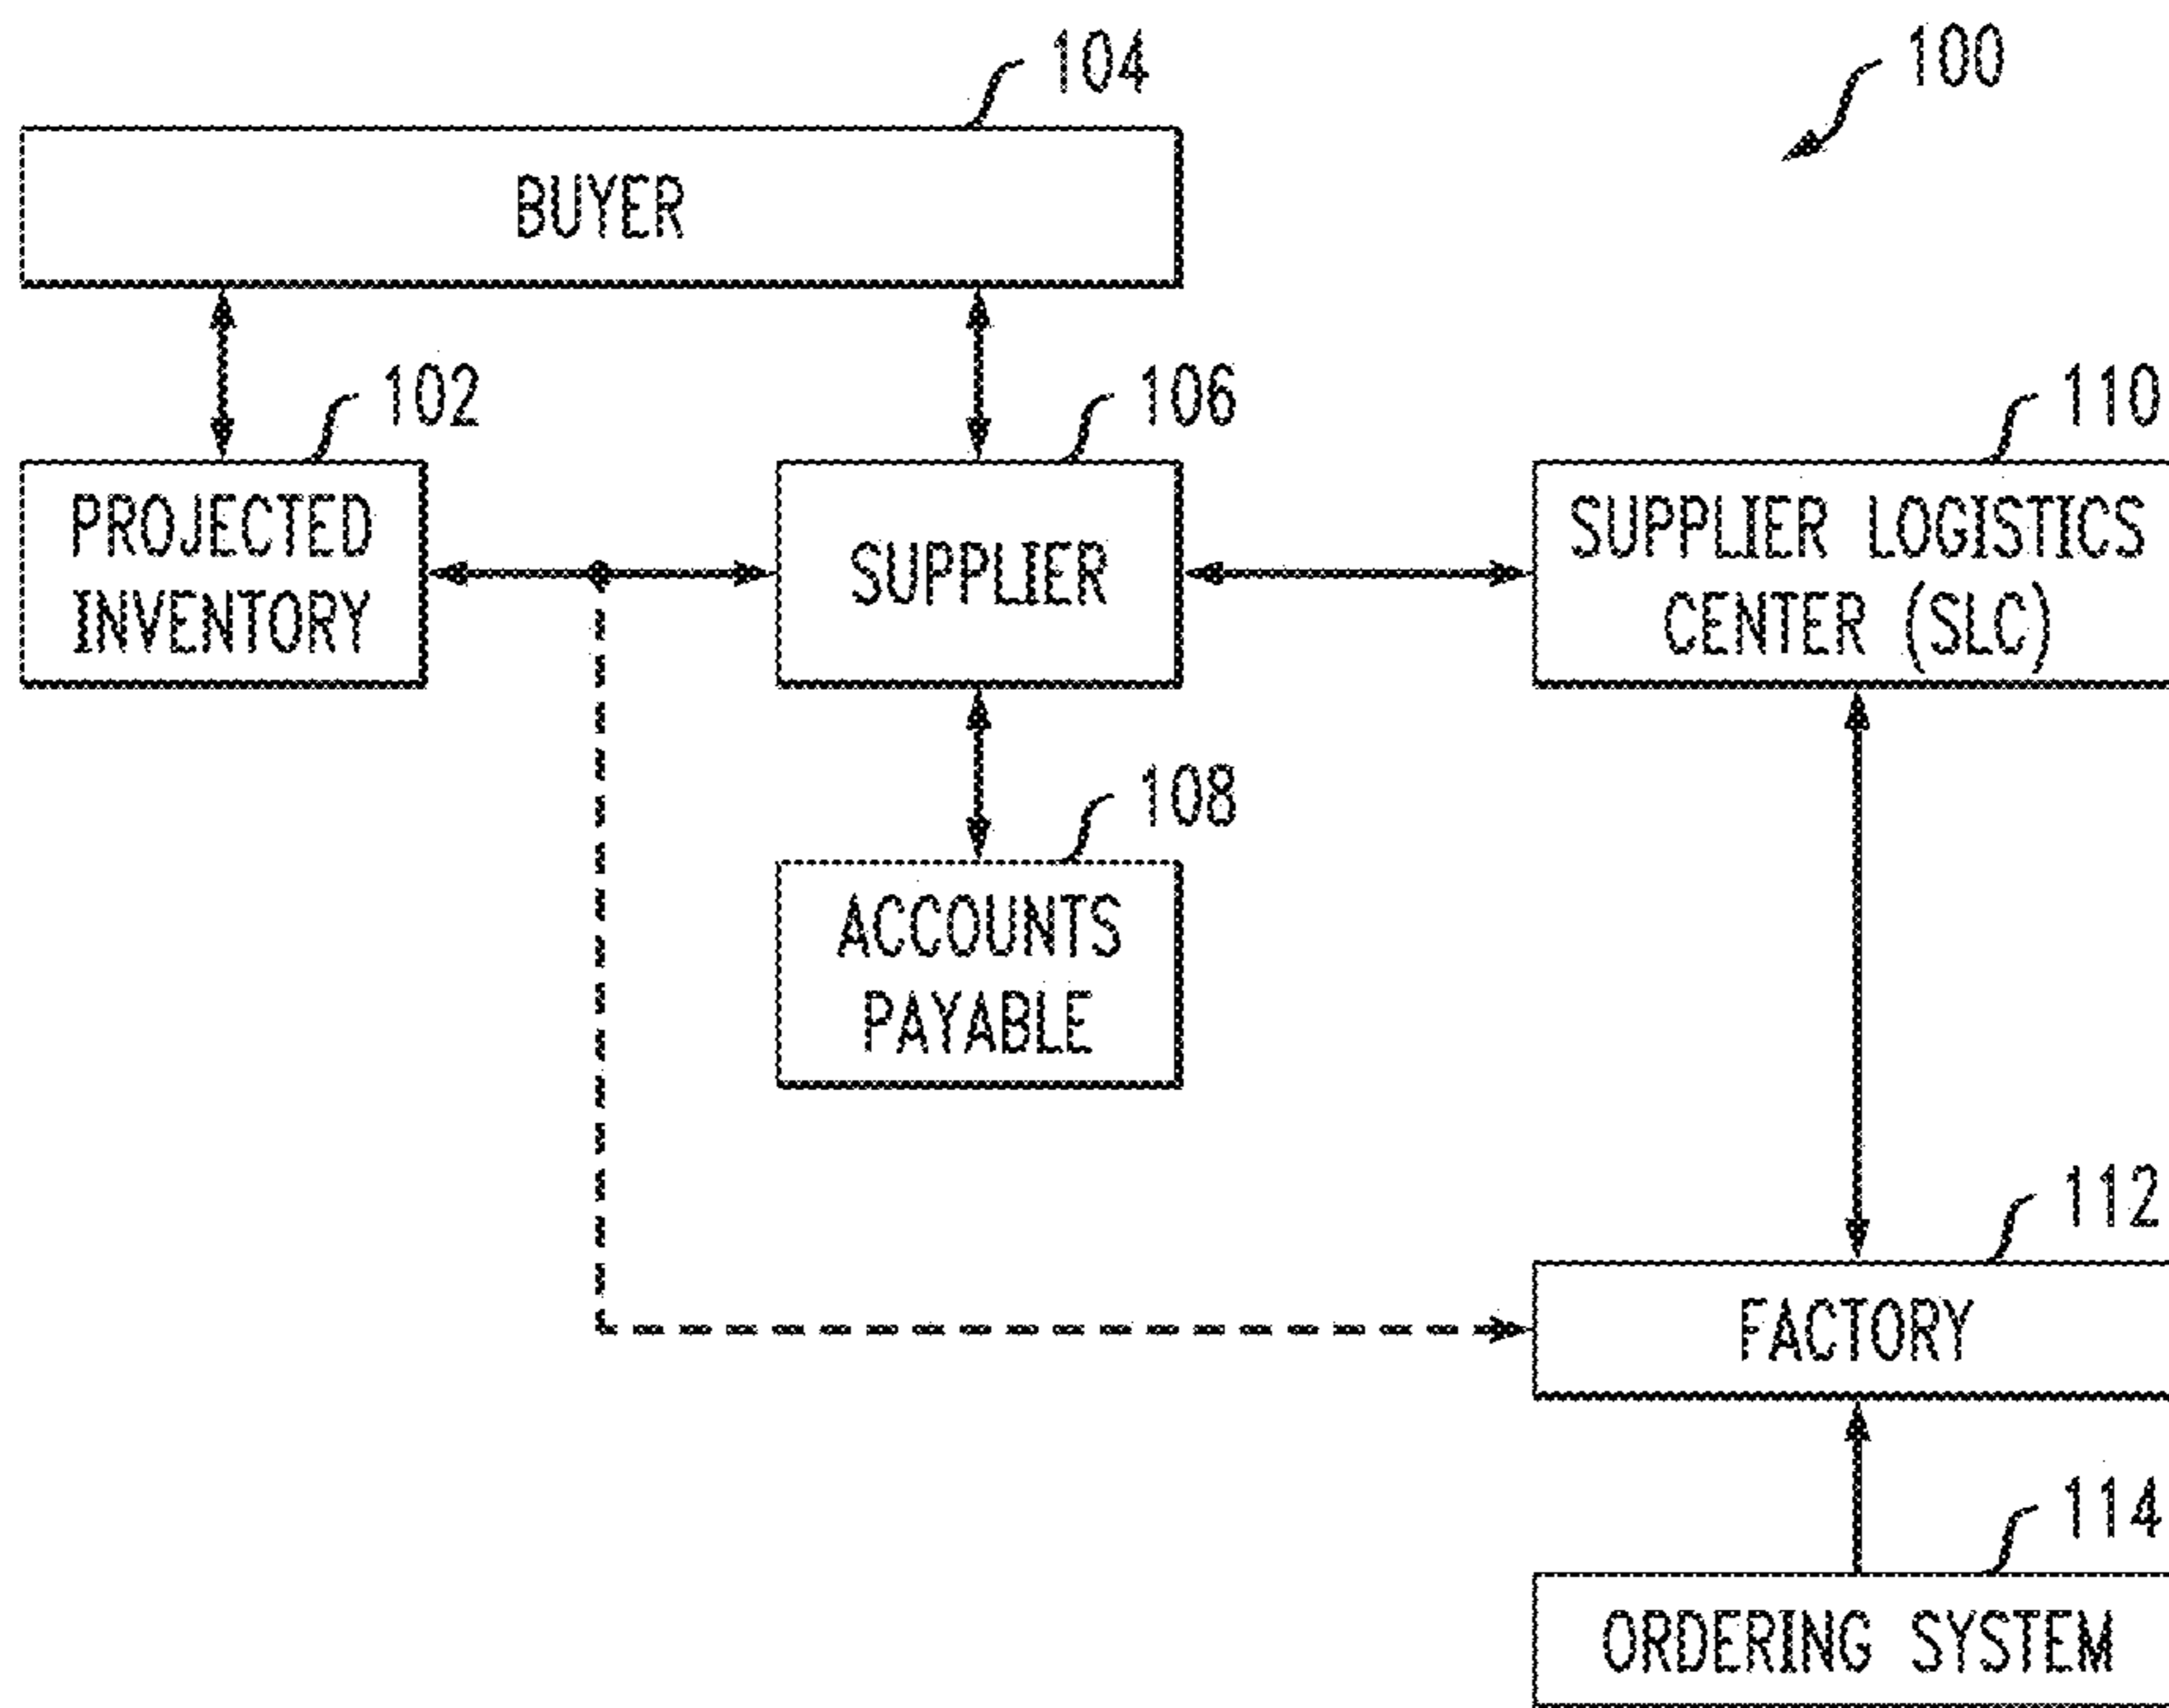 104
100
BUYER
102
106
110
PROJECTED
INVENTORY
SUPPLIER
SUPPLIER LOGISTICS
CENTER (SLC)
108
ACCOUNTS
PAYABLE
112
FACTORY
114
ORDERING SYSTEM